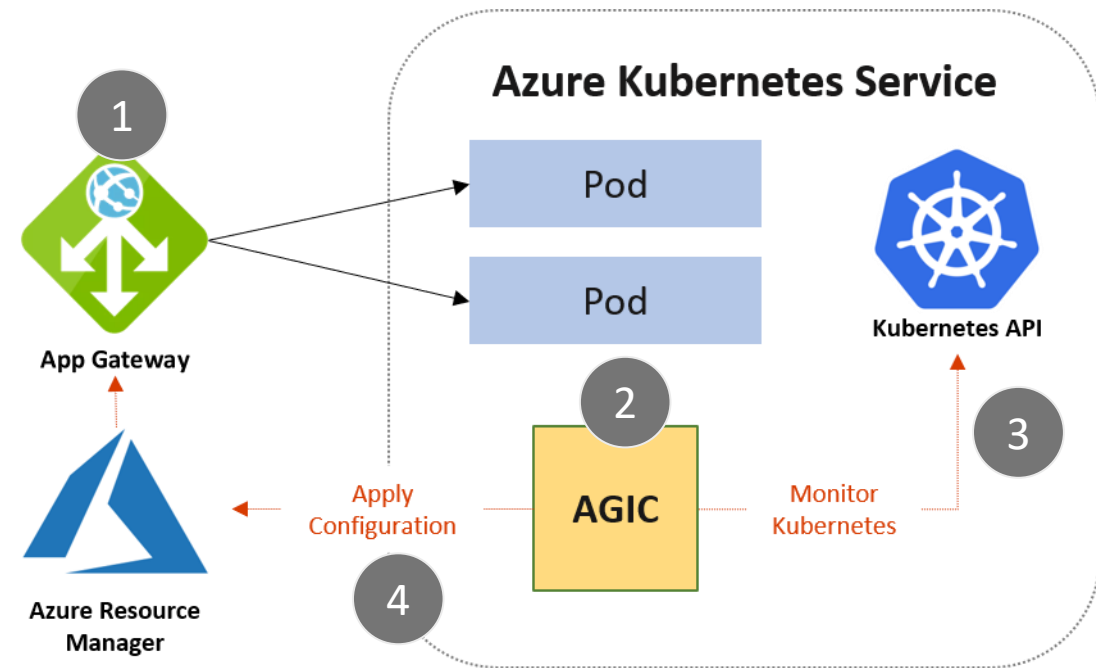 Azure Kubernetes Service
1
Pod
Pod
App Gateway
Kubernetes API
2
3
AGIC
Apply
Configuration
Monitor
Kubernetes
4
Azure Resource
Manager